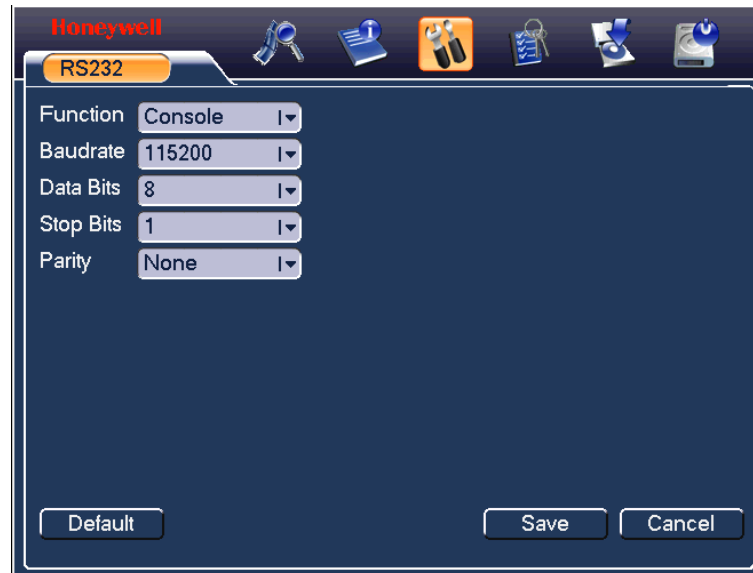 Honeywell
RS232
Function Console
Baudrate 115200
Data Bits 8
Stop Bits 1
Parity None
Default Save Cancel